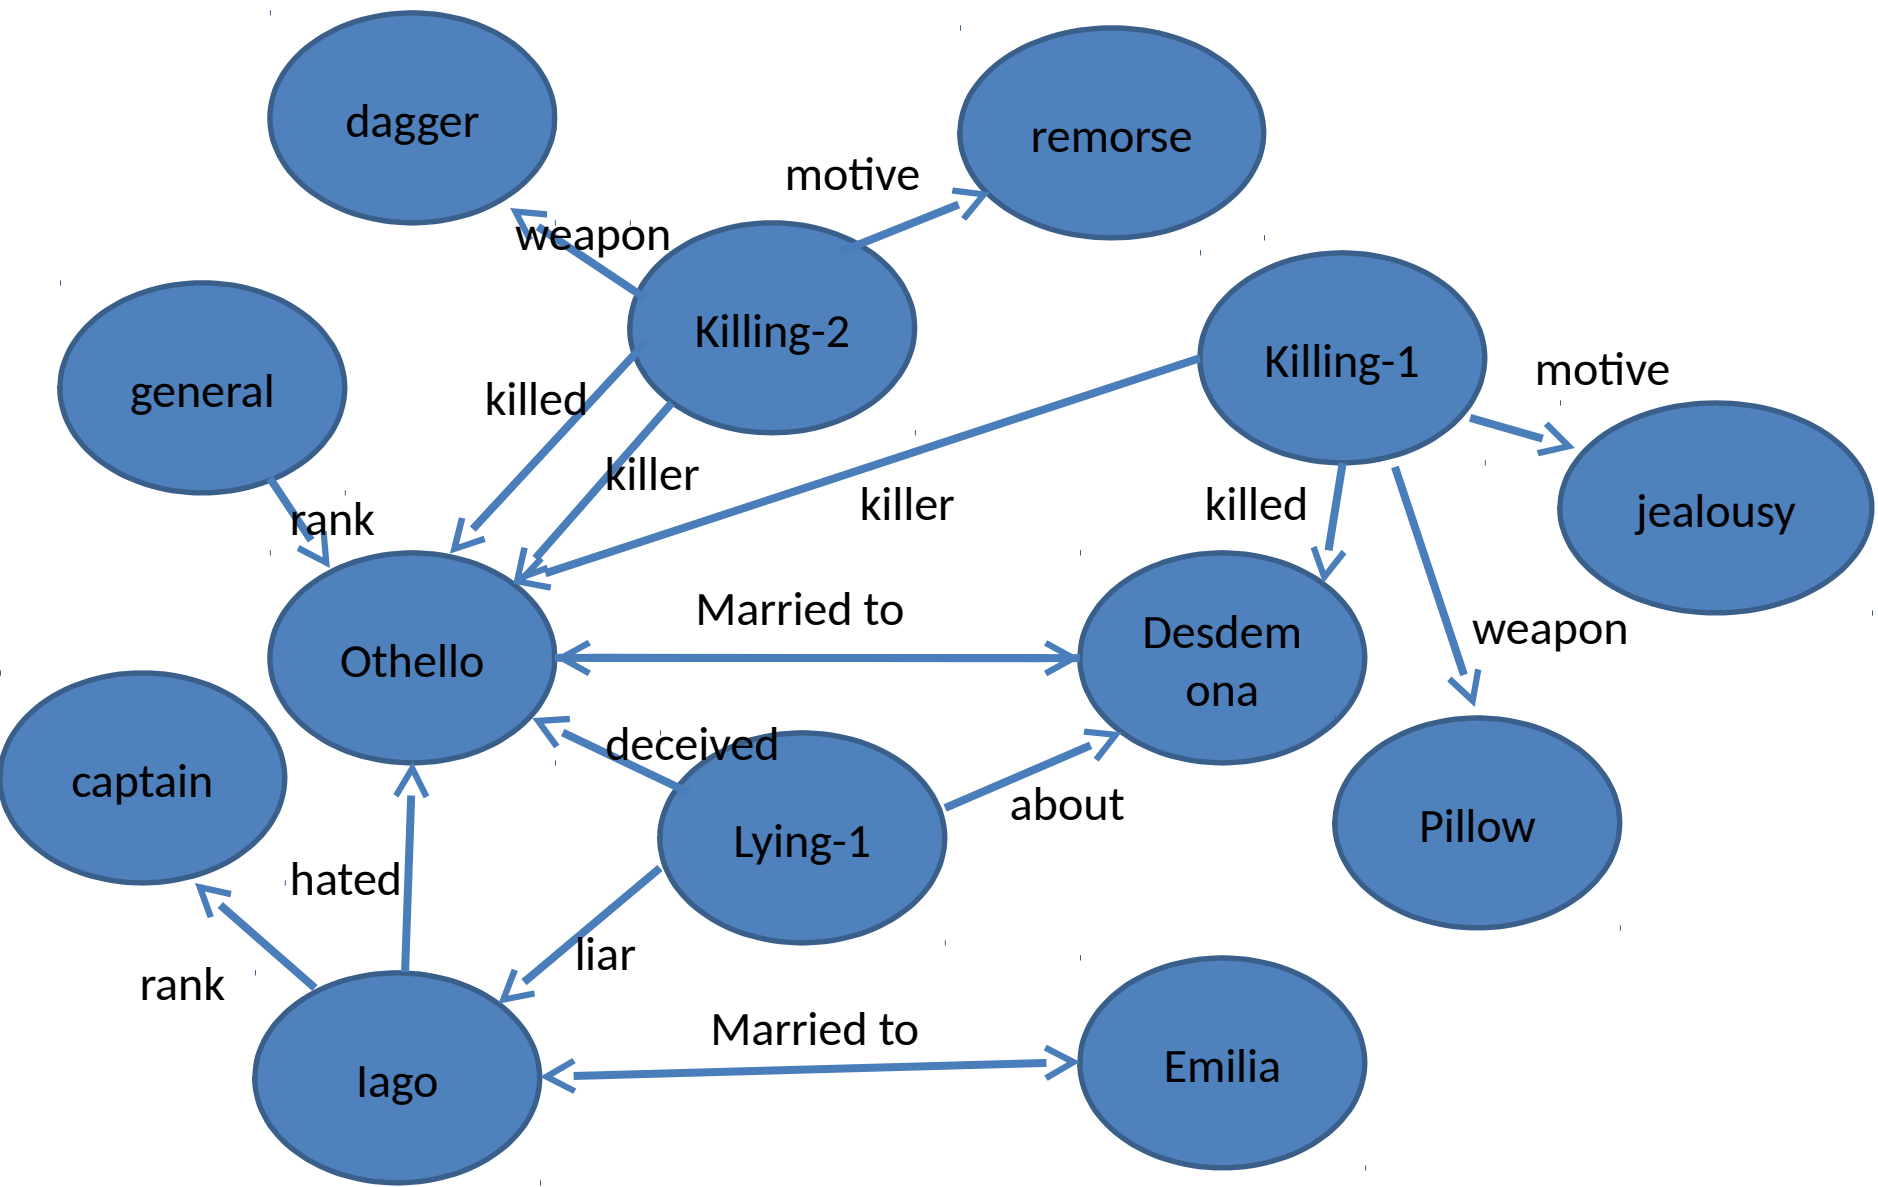 dagger
remorse
motive
weapon
Killing-2
Killing-1
motive
general
killed
killer
killer
killed
jealousy
rank
Married to
weapon
Othello
Desdem
ona
deceived
captain
about
Lying-1
Pillow
hated
liar
rank
Married to
Iago
Emilia